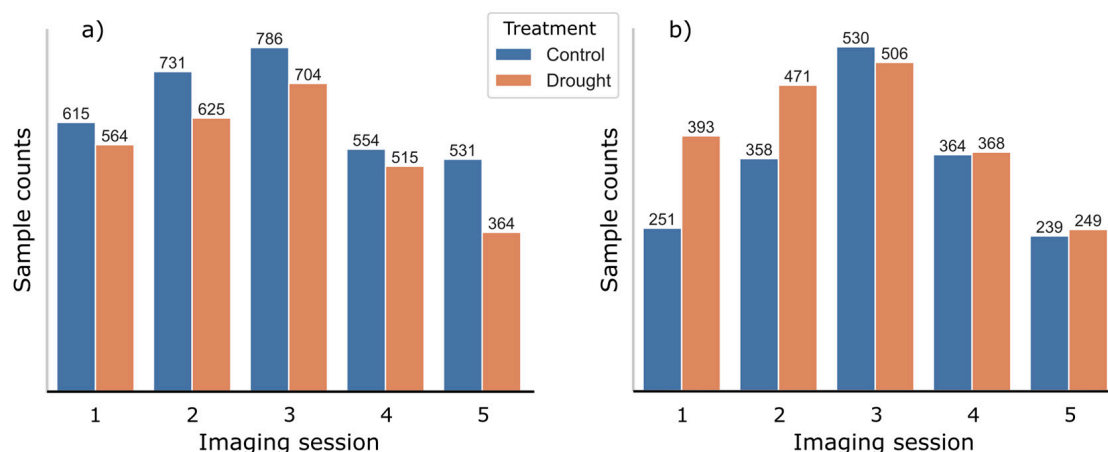 a)
Treatment
Control
Drought
b)
Sample counts
615
564
731
625
786
704
554
515
531
364
1 2 3 4 5
Imaging session
Sample counts
251
393
358
471
530
506
364
368
239
249
1 2 3 4 5
Imaging session